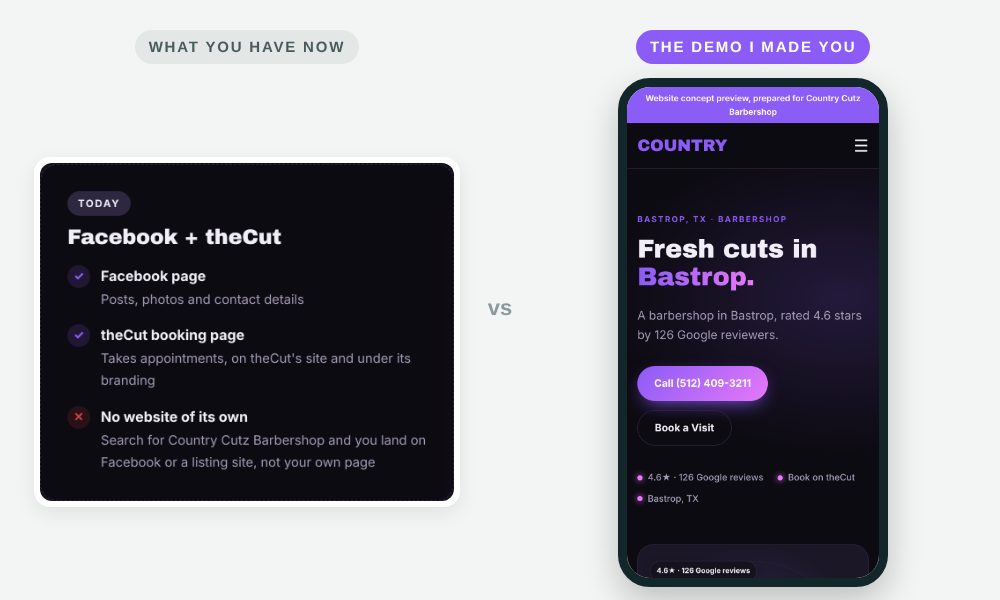 WHAT YOU HAVE NOW
TODAY
Facebook + theCut
Facebook page
Posts, photos and contact details
theCut booking page
Takes appointments, on theCut's site and under its
branding
No website of its own
Search for Country Cutz Barbershop and you land on
Facebook or a listing site, not your own page
vs
THE DEMO I MADE YOU
Website concept preview, prepared for Country Cutz
Barbershop
COUNTRY
BASTROP, TX · BARBERSHOP
Fresh cuts in
Bastrop.
A barbershop in Bastrop, rated 4.6 stars
by 126 Google reviewers.
Call (512) 409-3211
Book a Visit
4.6★ · 126 Google reviews
Book on theCut
Bastrop, TX
4.6★ · 126 Google reviews